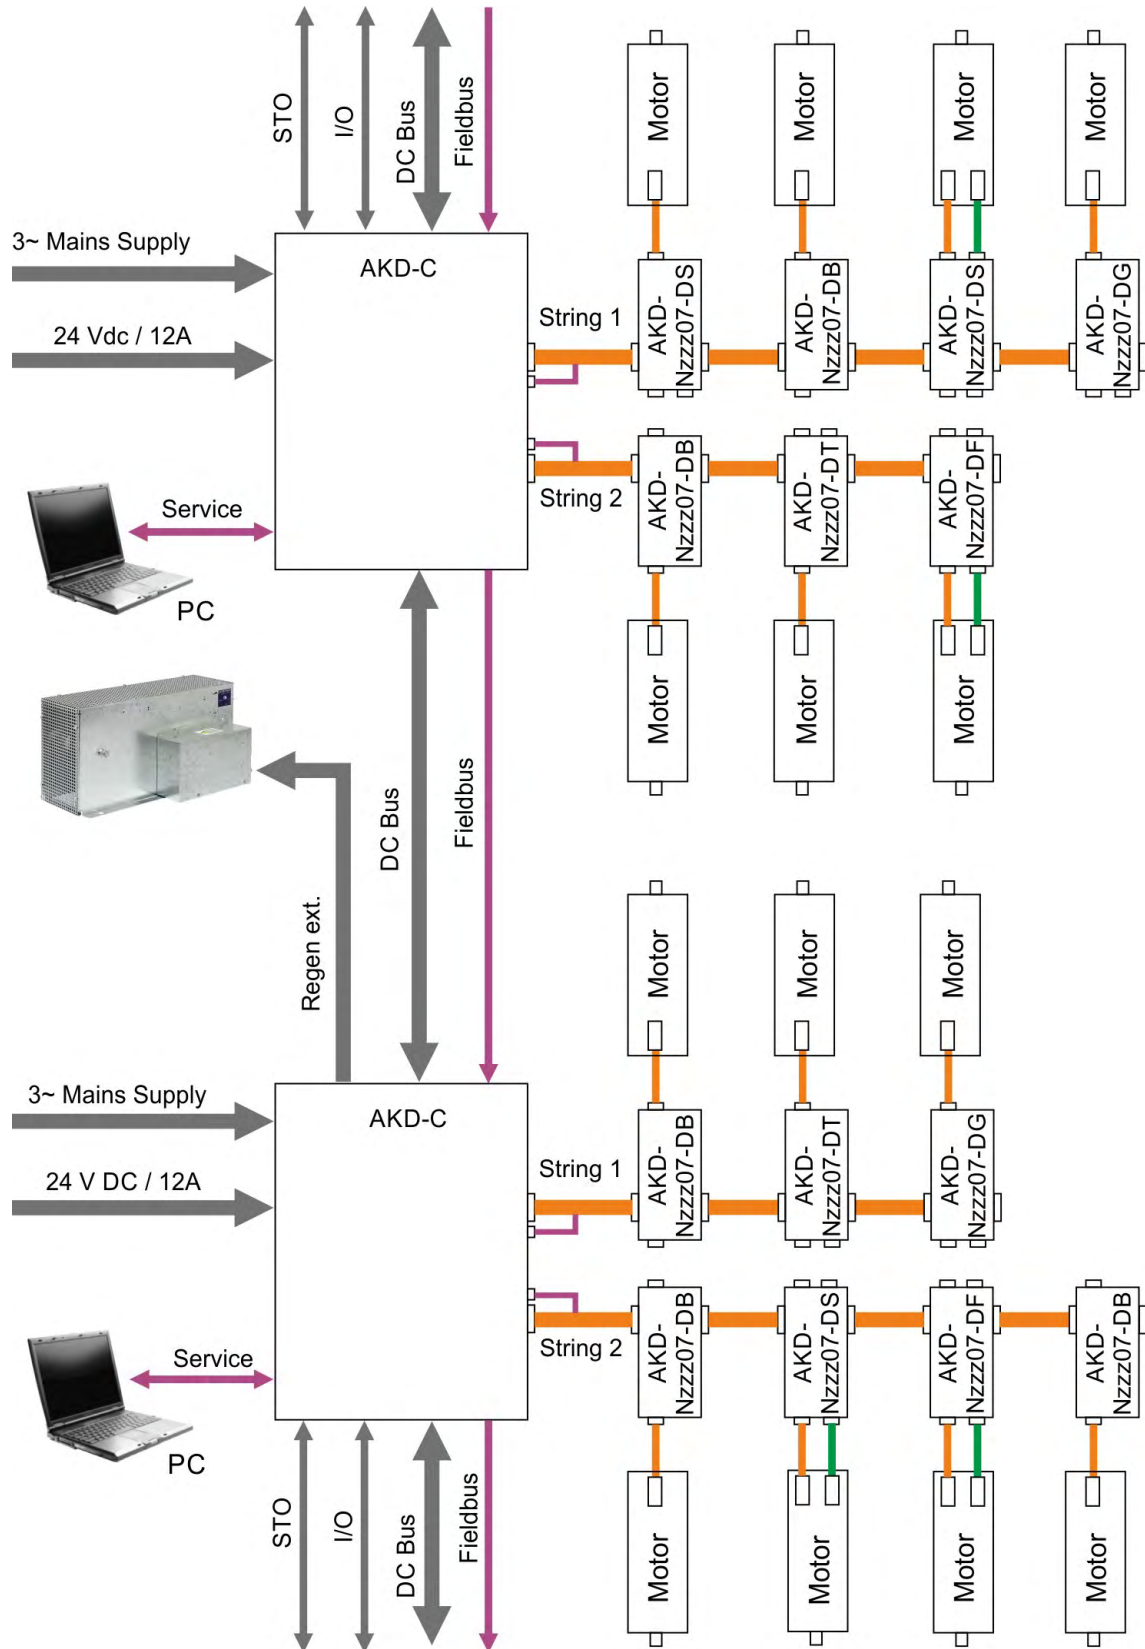 STO
I/O
DC Bus
Fieldbus
Motor
Motor
Motor
Motor
3~ Mains Supply
AKD-C
24 Vdc / 12A
String 1
AKD-
Nzzz07-DS
AKD-
Nzzz07-DB
AKD-
Nzzz07-DS
AKD-
Nzzz07-DG
String 2
AKD-
Nzzz07-DB
AKD-
Nzzz07-DT
AKD-
Nzzz07-DF
Service
PC
Motor
Motor
Motor
Regen ext.
DC Bus
Fieldbus
Motor
Motor
Motor
3~ Mains Supply
AKD-C
24 V DC / 12A
String 1
AKD-
Nzzz07-DB
AKD-
Nzzz07-DT
AKD-
Nzzz07-DG
String 2
AKD-
Nzzz07-DB
AKD-
Nzzz07-DS
AKD-
Nzzz07-DF
AKD-
Nzzz07-DB
Service
PC
STO
I/O
DC Bus
Fieldbus
Motor
Motor
Motor
Motor